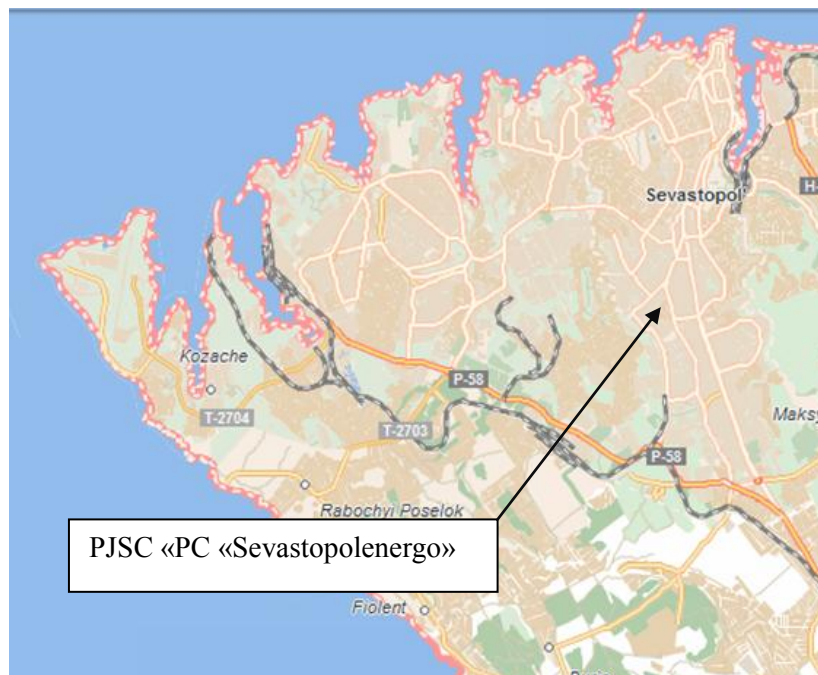 Sevastopol'
H-
Kozache
P-58
T-2704
T-2703
Maksy
P-58
Rabochyi Poselok
PJSC «PC «Sevastopolenergo»
Fiolent